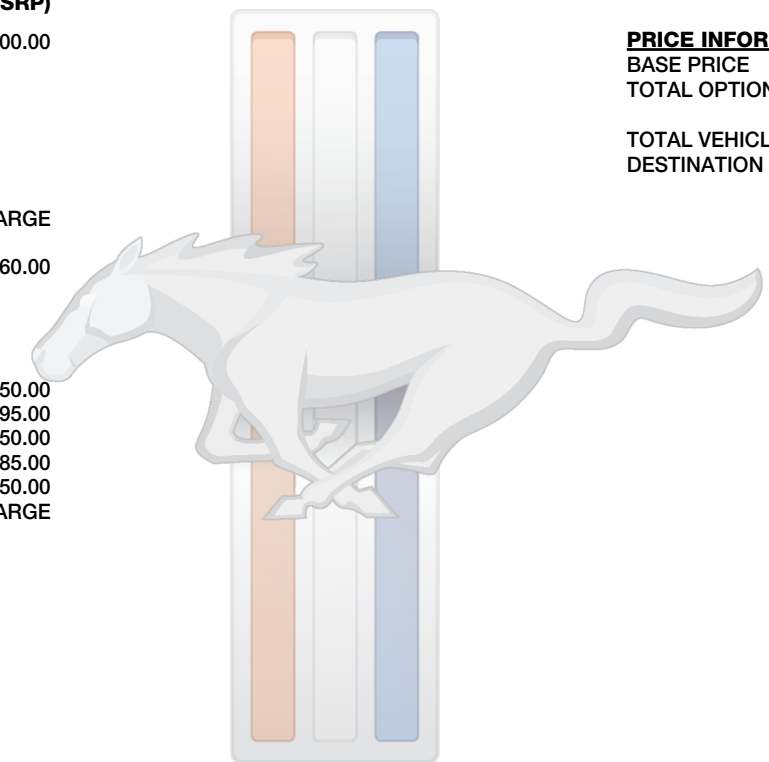 SRP)
00.00
ARGE
60.00
50.00
95.00
50.00
85.00
50.00
ARGE
PRICE INFOR
BASE PRICE
TOTAL OPTION
TOTAL VEHICL
DESTINATION